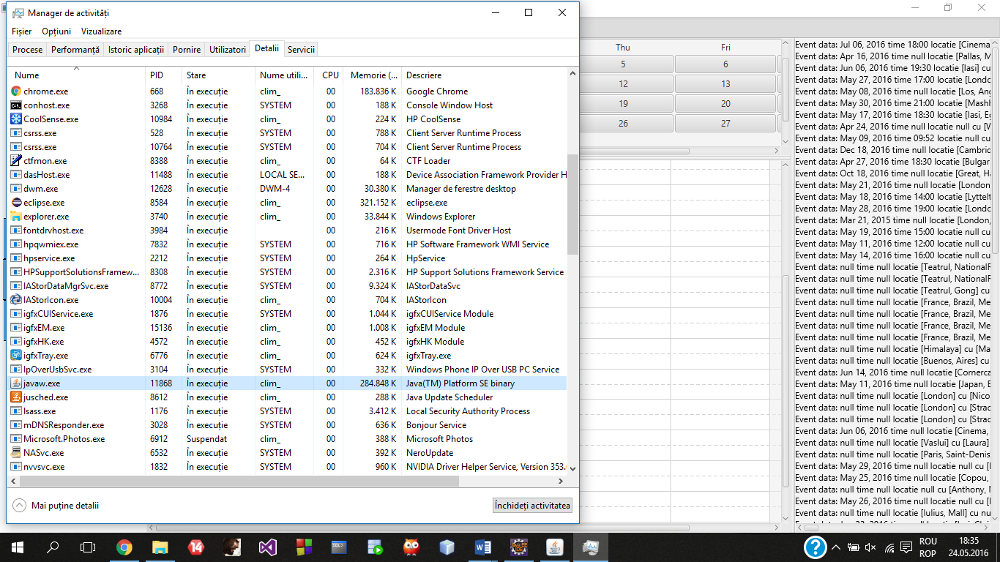 Manager de activități
Fișier Opțiuni Vizualizare
Procese Performanță Istoric aplicații Pornire Utilizatori Detalii Servicii
Nume PID Stare Nume utili... CPU Memorie (... Descriere
chrome.exe 668 În execuție clim_ 00 183.836 K Google Chrome
conhost.exe 3268 În execuție SYSTEM 00 188 K Console Window Host
CoolSense.exe 10984 În execuție clim_ 00 224 K HP CoolSense
csrss.exe 528 În execuție SYSTEM 00 788 K Client Server Runtime Process
csrss.exe 10764 În execuție SYSTEM 00 704 K Client Server Runtime Process
ctfmon.exe 8388 În execuție clim_ 00 64 K CTF Loader
dasHost.exe 11488 În execuție LOCAL SE... 00 188 K Device Association Framework Provider H
dwm.exe 12628 În execuție DWM-4 00 30.380 K Manager de ferestre desktop
eclipse.exe 8584 În execuție clim_ 00 321.152 K eclipse.exe
explorer.exe 3740 În execuție clim_ 00 33.844 K Windows Explorer
fontdrvhost.exe 3984 În execuție 00 216 K Usermode Font Driver Host
hpqwmiex.exe 7832 În execuție SYSTEM 00 716 K HP Software Framework WMI Service
hpservice.exe 2212 În execuție SYSTEM 00 264 K HpService
HPSupportSolutionsFramew... 8308 În execuție SYSTEM 00 2.316 K HP Support Solutions Framework Service
IAStorDataMgrSvc.exe 8772 În execuție SYSTEM 00 9.324 K IAStorDataSvc
IAStorIcon.exe 10004 În execuție clim_ 00 704 K IAStorIcon
igfxCUIService.exe 1876 În execuție SYSTEM 00 1.044 K igfxCUIService Module
igfxEM.exe 15136 În execuție clim_ 00 1.008 K igfxEM Module
igfxHK.exe 4572 În execuție clim_ 00 452 K igfxHK Module
igfxTray.exe 6776 În execuție clim_ 00 624 K igfxTray.exe
IpOverUsbSvc.exe 3104 În execuție SYSTEM 00 332 K Windows Phone IP Over USB PC Service
javaw.exe 11868 În execuție clim_ 00 284.848 K Java(TM) Platform SE binary
jusched.exe 8612 În execuție clim_ 00 288 K Java Update Scheduler
lsass.exe 1176 În execuție SYSTEM 00 3.412 K Local Security Authority Process
mDNSResponder.exe 3028 În execuție SYSTEM 00 636 K Bonjour Service
Microsoft.Photos.exe 6912 Suspendat clim_ 00 388 K Microsoft Photos
NASvc.exe 6532 În execuție SYSTEM 00 392 K NeroUpdate
nvvsvc.exe 1832 În execuție SYSTEM 00 960 K NVIDIA Driver Helper Service, Version 353.
Mai puține detalii
Închideți activitatea
Thu Fri
5 6
12 13
19 20
26 27
Event data: Jul 06, 2016 time 18:00 locatie [Cinema
Event data: Apr 16, 2016 time null locatie [Pallas, M
Event data: Jun 06, 2016 time 19:30 locatie [Iasi] cu
Event data: May 27, 2016 time 17:00 locatie [Londo
Event data: May 08, 2016 time null locatie [Los, Ang
Event data: May 30, 2016 time 21:00 locatie [Mashh
Event data: May 17, 2016 time 18:30 locatie [Iasi, Eg
Event data: Apr 24, 2016 time null locatie null cu [W
Event data: May 09, 2016 time 09:52 locatie null cu
Event data: Dec 18, 2016 time null locatie [Cambric
Event data: Apr 27, 2016 time 18:30 locatie [Bulgar
Event data: Oct 18, 2016 time null locatie [Great, Ha
Event data: May 21, 2016 time null locatie [London
Event data: May 18, 2016 time 14:00 locatie [Lyttelt
Event data: May 28, 2016 time 19:00 locatie [Londo
Event data: Mar 21, 2015 time null locatie [London,
Event data: May 19, 2016 time 15:00 locatie null cu
Event data: May 11, 2016 time 12:00 locatie null cu
Event data: May 14, 2016 time 16:00 locatie null cu
Event data: null time null locatie [Teatrul, NationalR
Event data: null time null locatie [Teatrul, NationalR
Event data: null time null locatie [Teatrul, Gong] cu
Event data: null time null locatie [France, Brazil, Me
Event data: null time null locatie [France, Brazil, Me
Event data: null time null locatie [France, Brazil, Me
Event data: null time null locatie [France, Brazil, Me
Event data: null time null locatie [Himalaya] cu [Ma
Event data: null time null locatie [Buenos, Aires] cu
Event data: Jun 14, 2016 time null locatie [Cornerca
Event data: May 11, 2016 time null locatie [Japan, E
Event data: null time null locatie [London] cu [Nico
Event data: null time null locatie [London] cu [Strac
Event data: null time null locatie [London] cu [Strac
Event data: Jun 06, 2016 time null locatie [Cinema,
Event data: null time null locatie [Vaslui] cu [Laura]
Event data: null time null locatie [Paris, Saint-Denis
Event data: May 29, 2016 time null locatie null cu [
Event data: May 25, 2016 time null locatie [Copou,
Event data: null time null locatie null cu [Anthony, M
Event data: May 26, 2016 time null locatie null cu [
Event data: null time null locatie [Iulius, Mall] cu nu
14
SQL
Java EE
IDE
ROU
ROP
18:35
24.05.2016